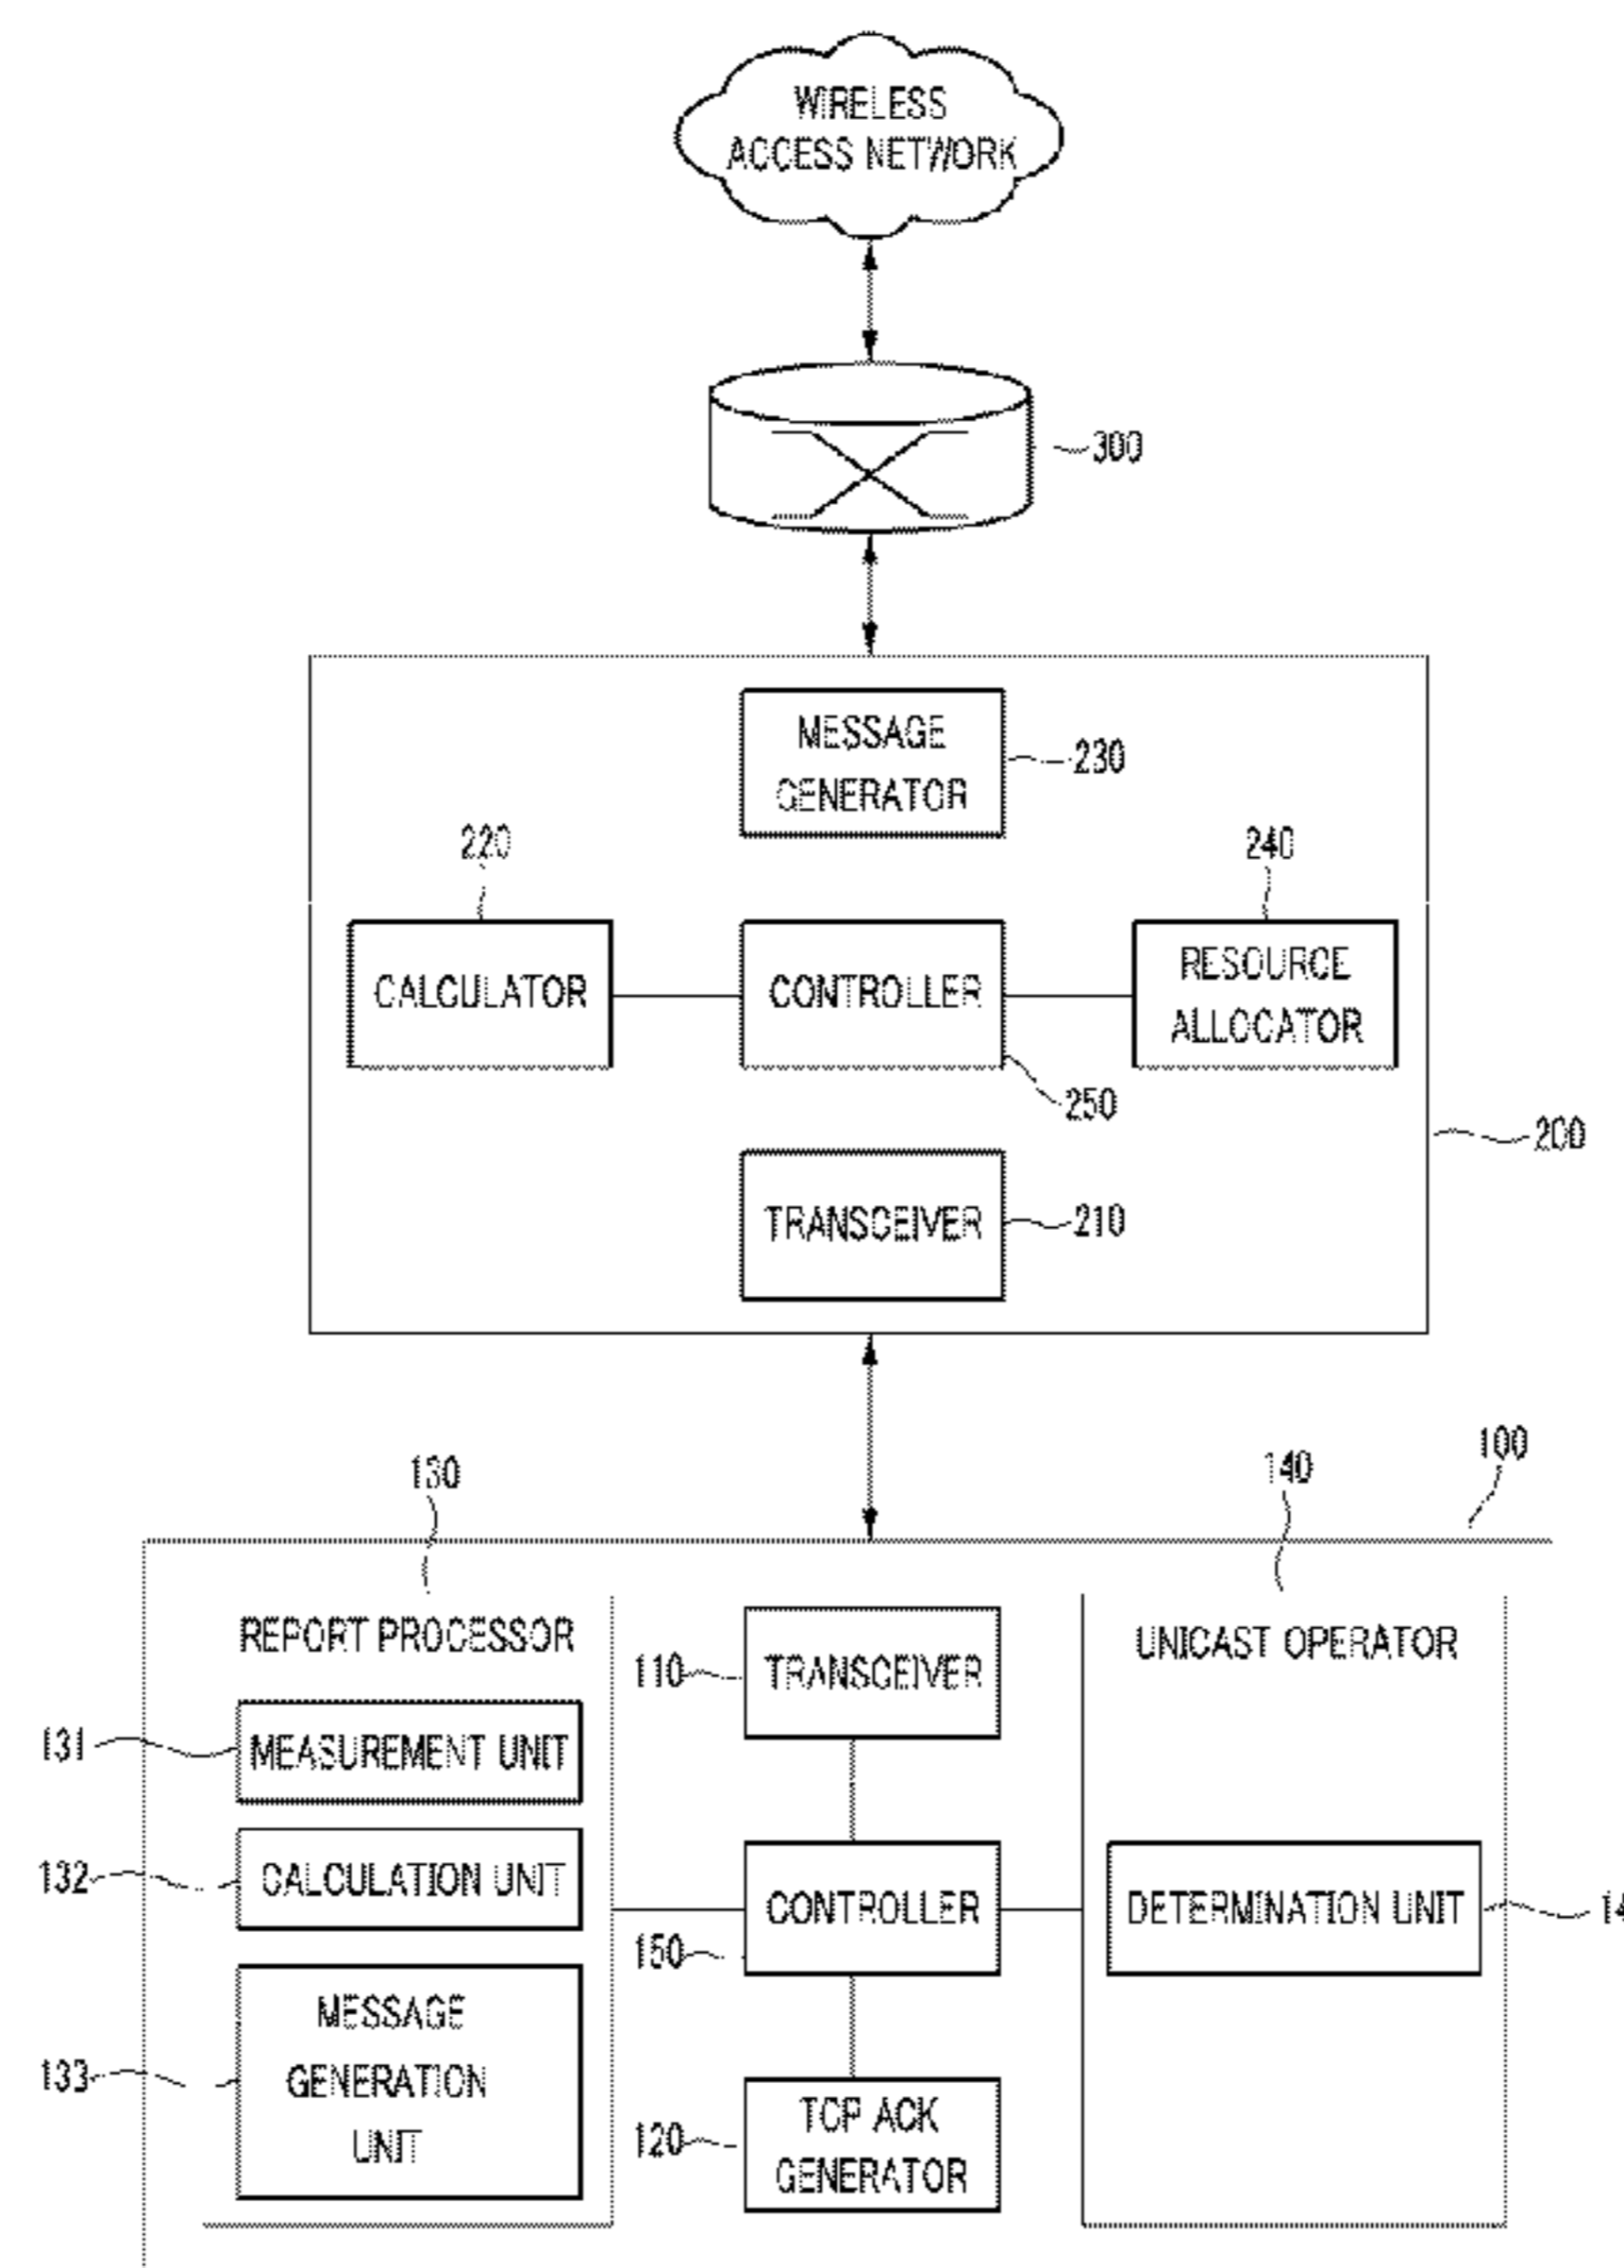 WIRELESS
ACCESS NETWORK
300
MESSAGE
GENERATOR
230
220
240
CALCULATOR
CONTROLLER
RESOURCE
ALLOCATOR
250
200
TRANSCEIVER
210
100
130
140
REPORT PROCESSOR
UNICAST OPERATOR
110
TRANSCEIVER
131
MEASUREMENT UNIT
132
CALCULATION UNIT
CONTROLLER
DETERMINATION UNIT
150
MESSAGE
GENERATION
UNIT
133
120
TCP ACK
GENERATOR